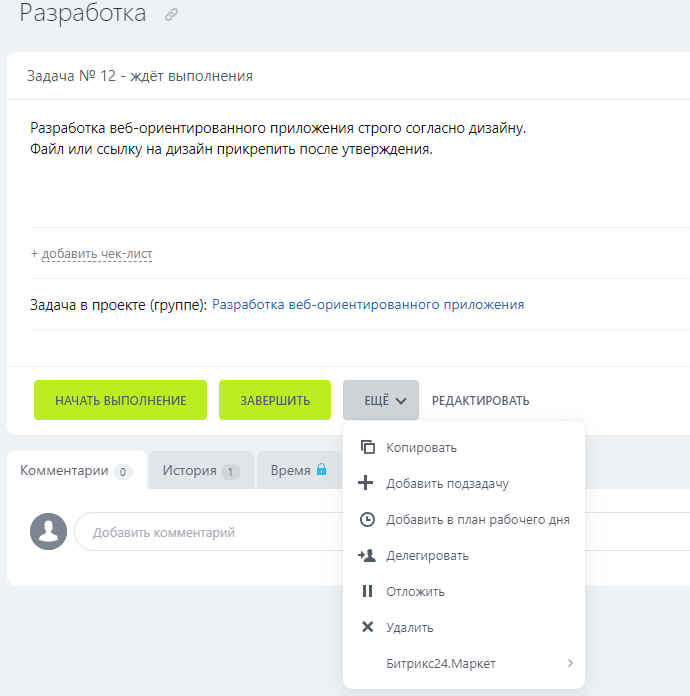 Разработка
Задача № 12 - ждёт выполнения
Разработка веб-ориентированного приложения строго согласно дизайну.
Файл или ссылку на дизайн прикрепить после утверждения.
+ добавить чек-лист
Задача в проекте (группе): Разработка веб-ориентированного приложения
НАЧАТЬ ВЫПОЛНЕНИЕ ЗАВЕРШИТЬ ЕЩЁ РЕДАКТИРОВАТЬ
Комментарии 0 История 1 Время
Добавить комментарий
Копировать
Добавить подзадачу
Добавить в план рабочего дня
Делегировать
Отложить
Удалить
Битрикс24.Маркет